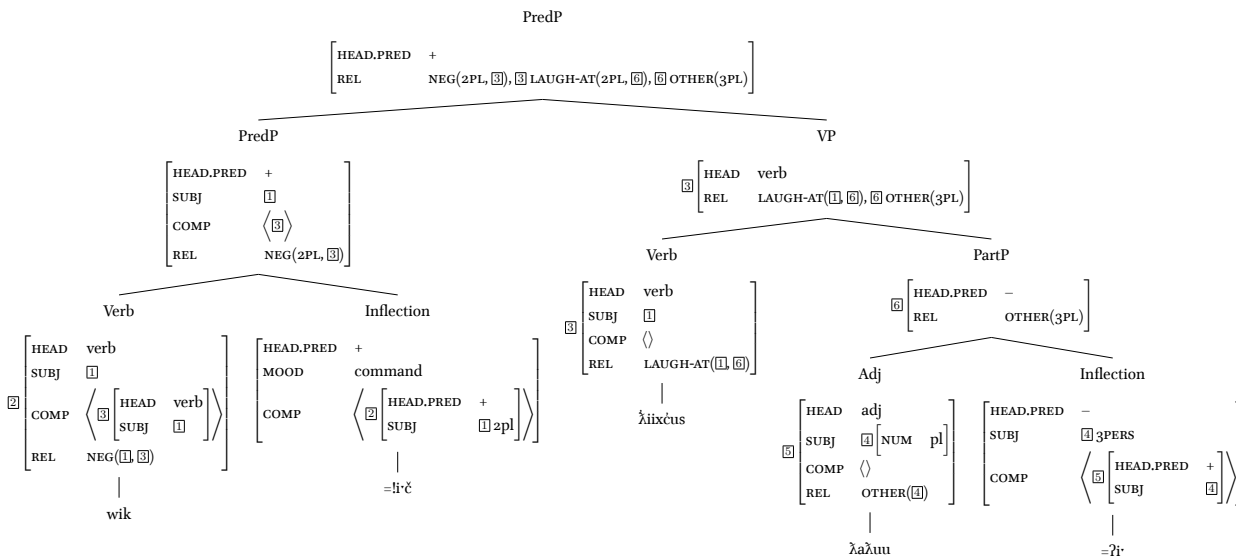 PredP
HEAD.PRED +
REL NEG(2PL, 3), 3 LAUGH-AT(2PL, 6), 6 OTHER(3PL)
PredP VP
HEAD.PRED +
SUBJ 1
COMP ⟨3⟩
REL NEG(2PL, 3)
3 HEAD verb
REL LAUGH-AT(1, 6), 6 OTHER(3PL)
Verb Inflection
2 HEAD verb
SUBJ 1
COMP ⟨3 [HEAD verb
SUBJ 1]⟩
REL NEG(1, 3)
wik
HEAD.PRED +
MOOD command
COMP ⟨2 [HEAD.PRED +
SUBJ 1 2pl]⟩
=!i·č
Verb PartP
3 HEAD verb
SUBJ 1
COMP ⟨⟩
REL LAUGH-AT(1, 6)
ƛ̓iixc̓us
6 HEAD.PRED −
REL OTHER(3PL)
Adj Inflection
5 HEAD adj
SUBJ 4 [NUM pl]
COMP ⟨⟩
REL OTHER(4)
ƛaƛuu
HEAD.PRED −
SUBJ 4 3PERS
COMP ⟨5 [HEAD.PRED +
SUBJ 4]⟩
=ʔi·